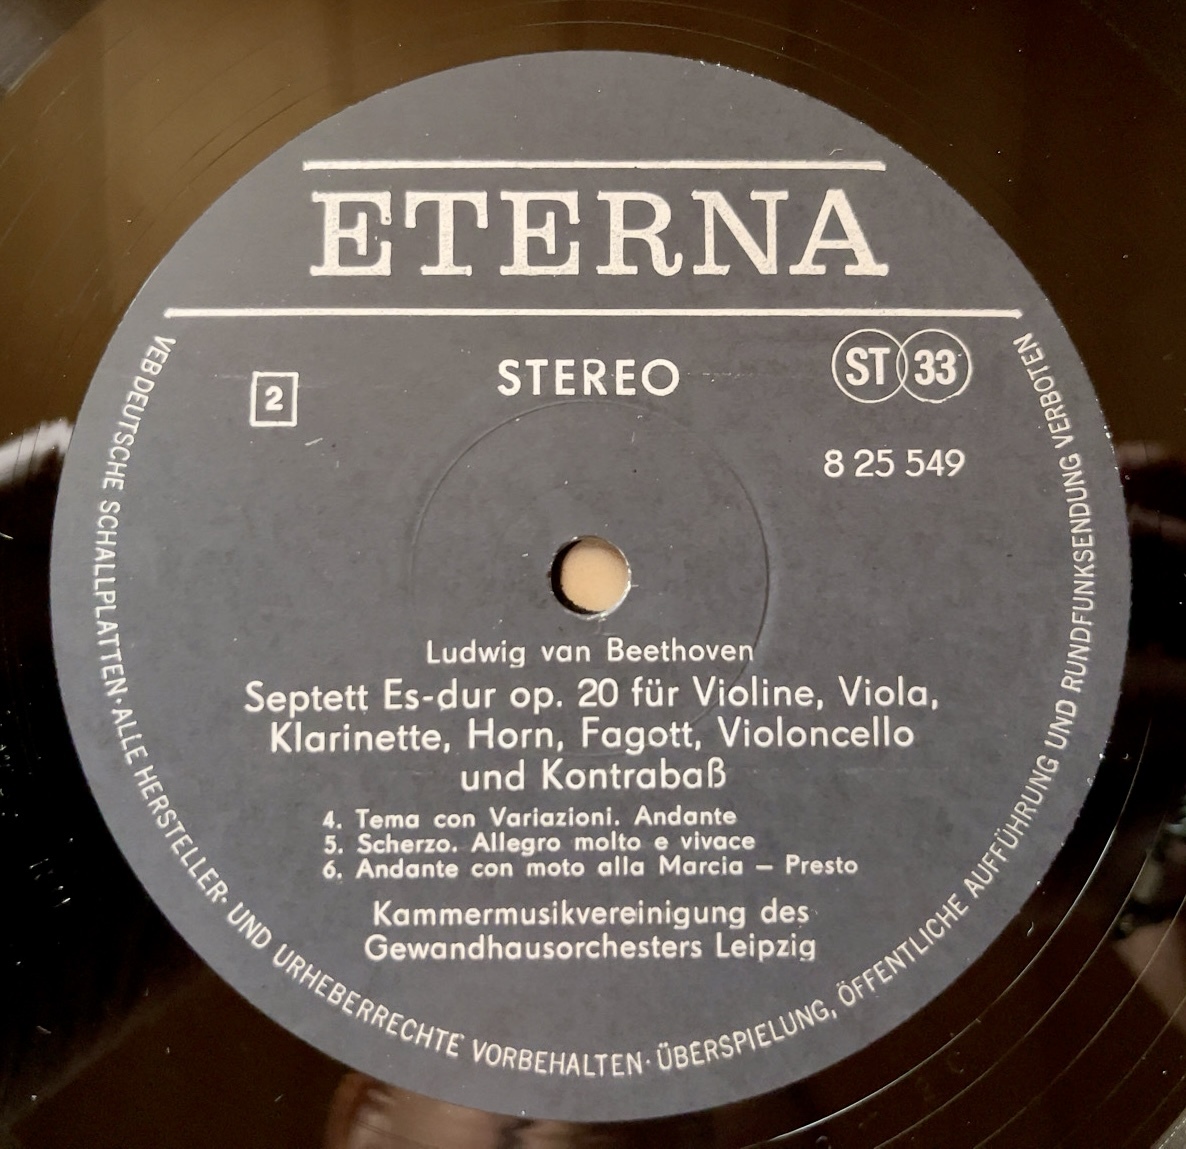 ETERNA
2
STEREO
ST 33
8 25 549
Ludwig van Beethoven
Septett Es-dur op. 20 für Violine, Viola,
Klarinette, Horn, Fagott, Violoncello
und Kontrabaß
4. Tema con Variazioni. Andante
5. Scherzo. Allegro molto e vivace
6. Andante con moto alla Marcia – Presto
Kammermusikvereinigung des
Gewandhausorchesters Leipzig
VEB DEUTSCHE SCHALLPLATTEN · ALLE HERSTELLER- UND URHEBERRECHTE VORBEHALTEN · ÜBERSPIELUNG, ÖFFENTLICHE AUFFÜHRUNG UND RUNDFUNKSENDUNG VERBOTEN